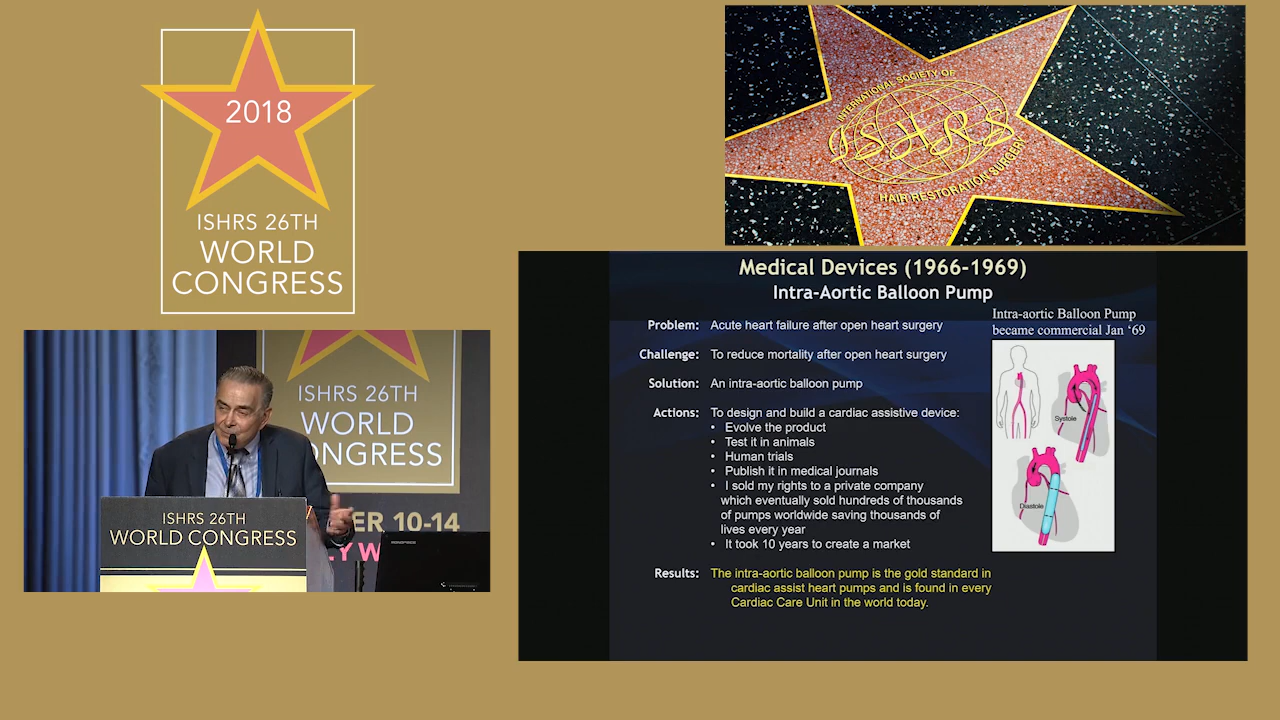 2018
ISHRS 26TH
WORLD
CONGRESS
INTERNATIONAL SOCIETY OF
ISHRS
HAIR RESTORATION SURGERY
ISHRS 26TH
WORLD
ONGRESS
ER 10-14
LY W
ISHRS 26TH
WORLD CONGRESS
Medical Devices (1966-1969)
Intra-Aortic Balloon Pump
Intra-aortic Balloon Pump
became commercial Jan ‘69
Problem: Acute heart failure after open heart surgery
Challenge: To reduce mortality after open heart surgery
Solution: An intra-aortic balloon pump
Actions: To design and build a cardiac assistive device:
• Evolve the product
• Test it in animals
• Human trials
• Publish it in medical journals
• I sold my rights to a private company
which eventually sold hundreds of thousands
of pumps worldwide saving thousands of
lives every year
• It took 10 years to create a market
Results: The intra-aortic balloon pump is the gold standard in
cardiac assist heart pumps and is found in every
Cardiac Care Unit in the world today.
Systole
Diastole